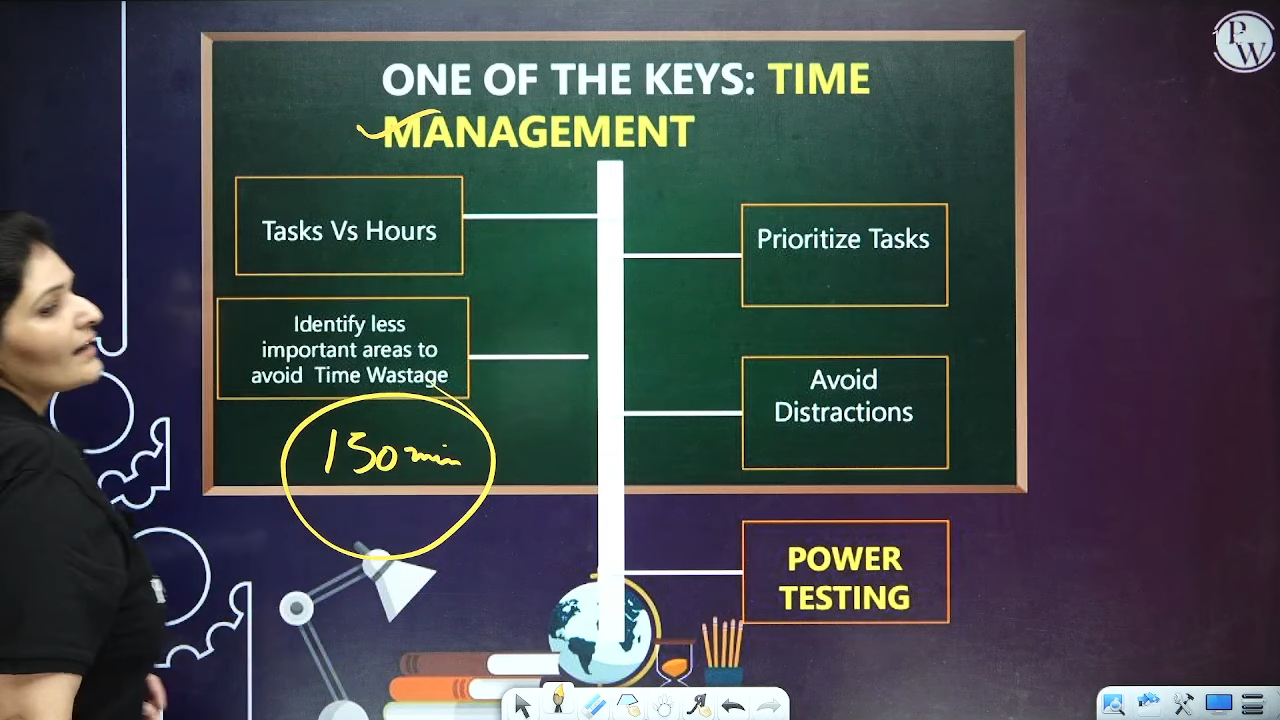 PW
ONE OF THE KEYS: TIME
MANAGEMENT
Tasks Vs Hours
Prioritize Tasks
Identify less
important areas to
avoid Time Wastage
Avoid
Distractions
150 min
POWER
TESTING